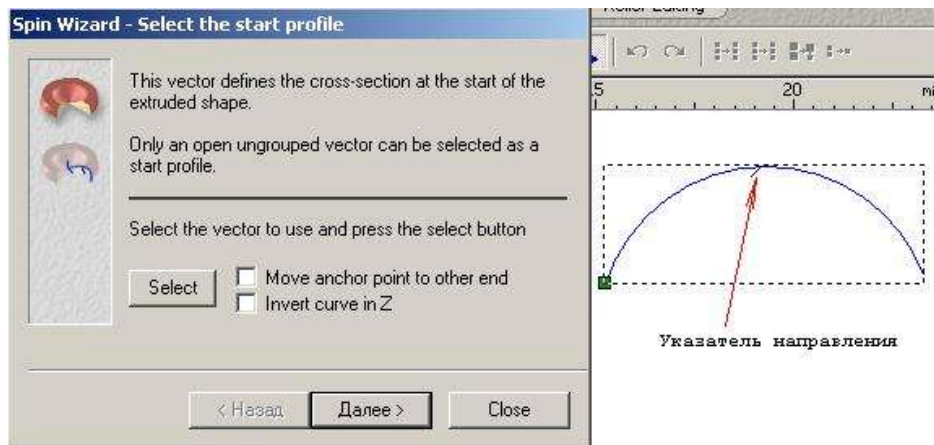 Spin Wizard - Select the start profile
This vector defines the cross-section at the start of the
extruded shape.
Only an open ungrouped vector can be selected as a
start profile.
Select the vector to use and press the select button
Select
Move anchor point to other end
Invert curve in Z
< Назад
Далее >
Close
20
Указатель направления